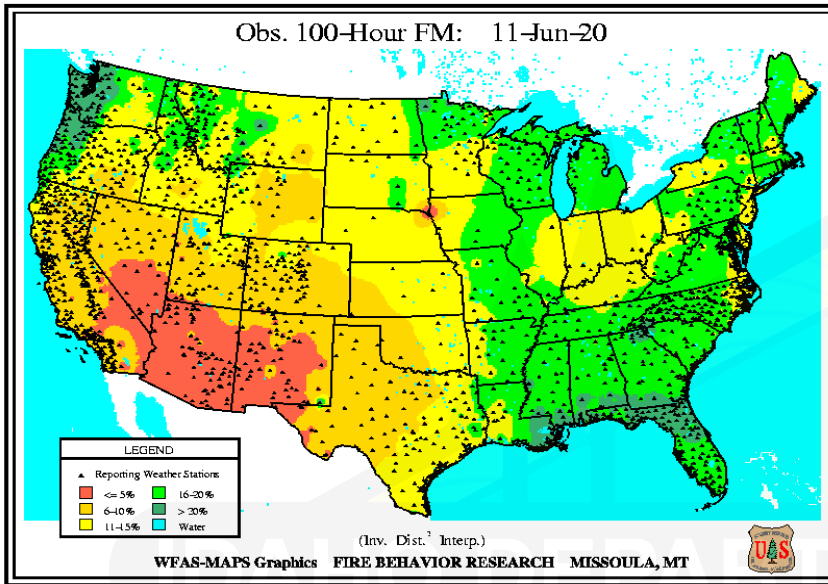 Obs. 100-Hour FM: 11-Jun-20
LEGEND
Reporting Weather Stations
<= 5%
16-20%
6-10%
> 20%
11-15%
Water
(Inv. Dist.² Interp.)
WFAS-MAPS Graphics FIRE BEHAVIOR RESEARCH MISSOULA, MT
U S